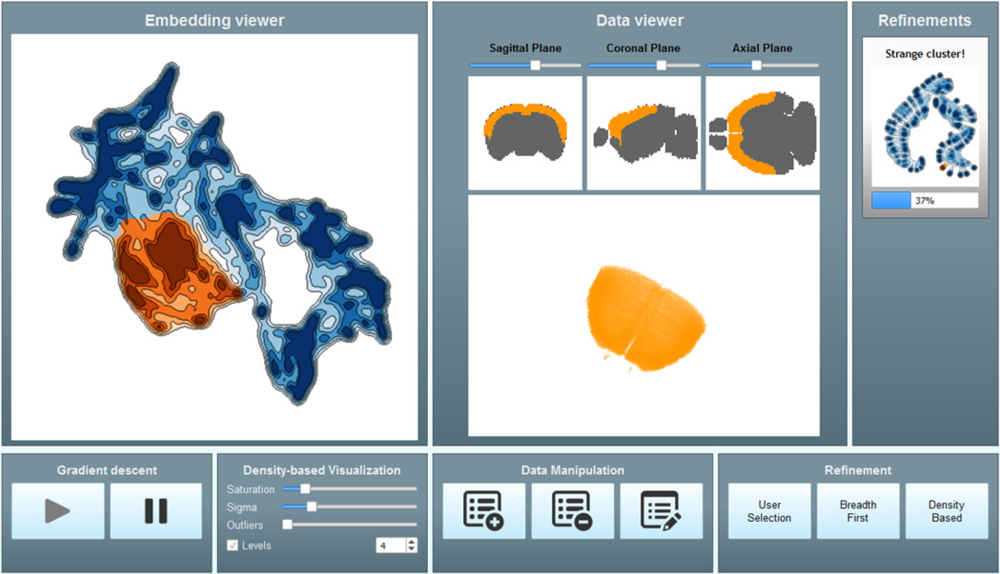 Embedding viewer
Data viewer
Refinements
Sagittal Plane
Coronal Plane
Axial Plane
Strange cluster!
37%
Gradient descent
Density-based Visualization
Saturation
Sigma
Outliers
Levels
4
Data Manipulation
Refinement
User
Selection
Breadth
First
Density
Based